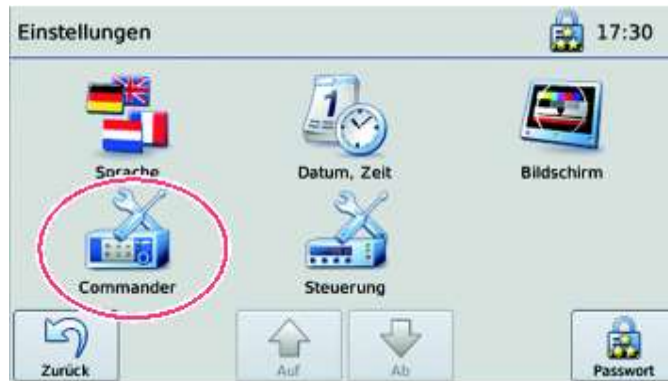 Einstellungen
17:30
Sprache
Datum, Zeit
Bildschirm
Commander
Steuerung
Zurück
Auf
Ab
Passwort